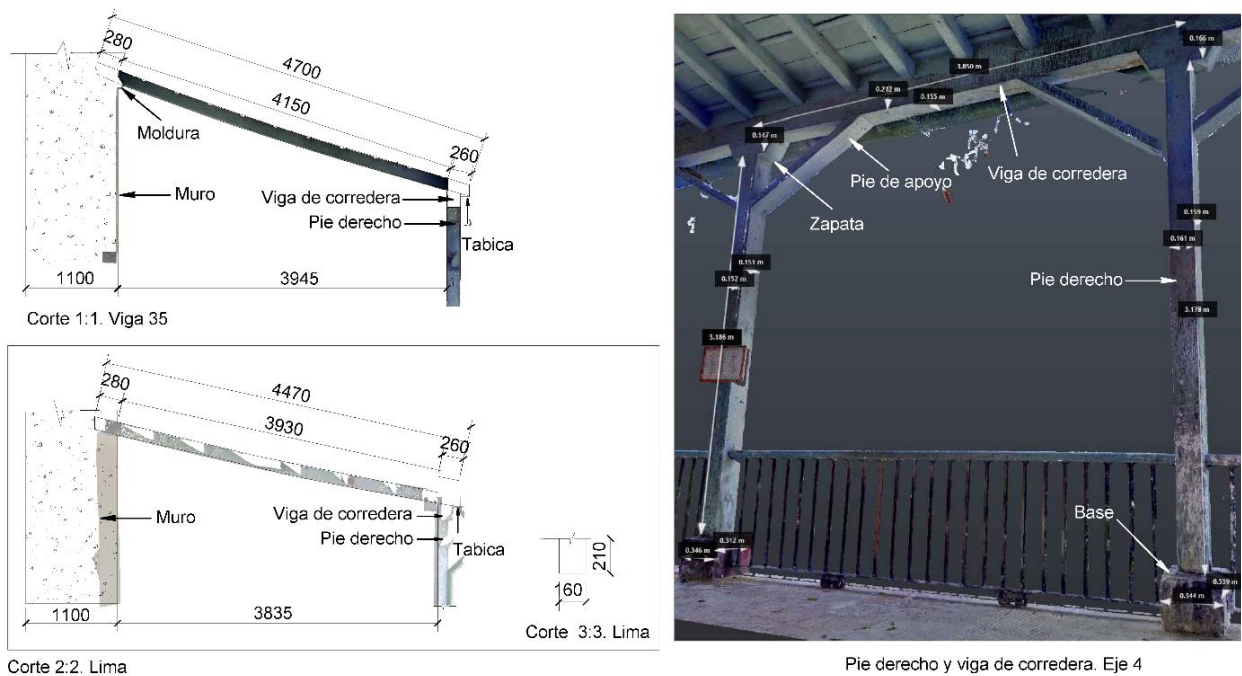 280
4700
4150
260
Moldura
Muro
Viga de corredera
Pie derecho
Tabica
1100
3945
Corte 1:1. Viga 35
280
4470
3930
260
Muro
Viga de corredera
Pie derecho
Tabica
1100
3835
210
60
Corte 3:3. Lima
Corte 2:2. Lima
0.166 m
3.850 m
0.212 m
0.155 m
0.147 m
Viga de corredera
Pie de apoyo
Zapata
0.159 m
0.161 m
0.151 m
0.152 m
Pie derecho
3.178 m
3.186 m
Base
0.312 m
0.346 m
0.339 m
0.344 m
Pie derecho y viga de corredera. Eje 4